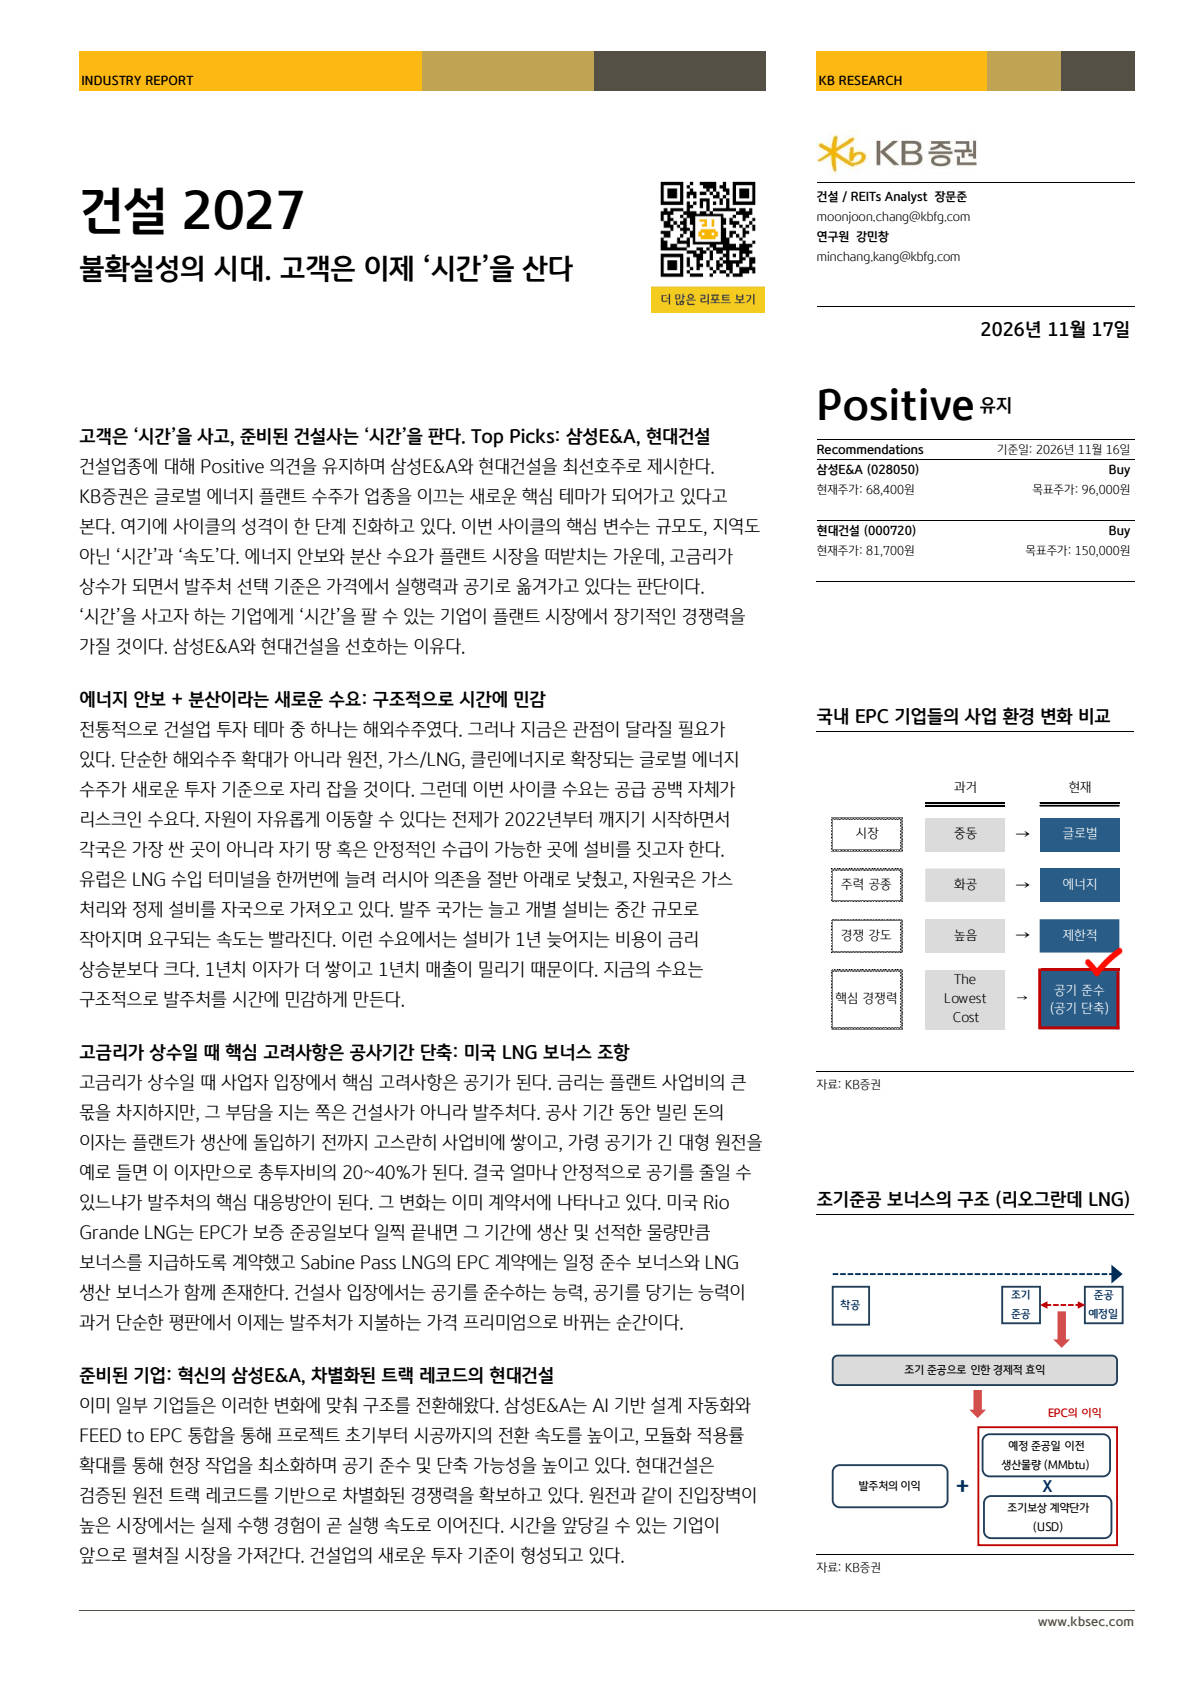 INDUSTRY REPORT
KB RESEARCH
건설 2027
불확실성의 시대. 고객은 이제 ‘시간’을 산다
더 많은 리포트 보기
KB증권
건설 / REITs Analyst 장문준
moonjoon.chang@kbfg.com
연구원 강민창
minchang.kang@kbfg.com
2026년 11월 17일
고객은 ‘시간’을 사고, 준비된 건설사는 ‘시간’을 판다. Top Picks: 삼성E&A, 현대건설
건설업종에 대해 Positive 의견을 유지하며 삼성E&A와 현대건설을 최선호주로 제시한다.
KB증권은 글로벌 에너지 플랜트 수주가 업종을 이끄는 새로운 핵심 테마가 되어가고 있다고
본다. 여기에 사이클의 성격이 한 단계 진화하고 있다. 이번 사이클의 핵심 변수는 규모도, 지역도
아닌 ‘시간’과 ‘속도’다. 에너지 안보와 분산 수요가 플랜트 시장을 떠받치는 가운데, 고금리가
상수가 되면서 발주처 선택 기준은 가격에서 실행력과 공기로 옮겨가고 있다는 판단이다.
‘시간’을 사고자 하는 기업에게 ‘시간’을 팔 수 있는 기업이 플랜트 시장에서 장기적인 경쟁력을
가질 것이다. 삼성E&A와 현대건설을 선호하는 이유다.
에너지 안보 + 분산이라는 새로운 수요: 구조적으로 시간에 민감
전통적으로 건설업 투자 테마 중 하나는 해외수주였다. 그러나 지금은 관점이 달라질 필요가
있다. 단순한 해외수주 확대가 아니라 원전, 가스/LNG, 클린에너지로 확장되는 글로벌 에너지
수주가 새로운 투자 기준으로 자리 잡을 것이다. 그런데 이번 사이클 수요는 공급 공백 자체가
리스크인 수요다. 자원이 자유롭게 이동할 수 있다는 전제가 2022년부터 깨지기 시작하면서
각국은 가장 싼 곳이 아니라 자기 땅 혹은 안정적인 수급이 가능한 곳에 설비를 짓고자 한다.
유럽은 LNG 수입 터미널을 한꺼번에 늘려 러시아 의존을 절반 아래로 낮췄고, 자원국은 가스
처리와 정제 설비를 자국으로 가져오고 있다. 발주 국가는 늘고 개별 설비는 중간 규모로
작아지며 요구되는 속도는 빨라진다. 이런 수요에서는 설비가 1년 늦어지는 비용이 금리
상승분보다 크다. 1년치 이자가 더 쌓이고 1년치 매출이 밀리기 때문이다. 지금의 수요는
구조적으로 발주처를 시간에 민감하게 만든다.
고금리가 상수일 때 핵심 고려사항은 공사기간 단축: 미국 LNG 보너스 조항
고금리가 상수일 때 사업자 입장에서 핵심 고려사항은 공기가 된다. 금리는 플랜트 사업비의 큰
몫을 차지하지만, 그 부담을 지는 쪽은 건설사가 아니라 발주처다. 공사 기간 동안 빌린 돈의
이자는 플랜트가 생산에 돌입하기 전까지 고스란히 사업비에 쌓이고, 가령 공기가 긴 대형 원전을
예로 들면 이 이자만으로 총투자비의 20~40%가 된다. 결국 얼마나 안정적으로 공기를 줄일 수
있느냐가 발주처의 핵심 대응방안이 된다. 그 변화는 이미 계약서에 나타나고 있다. 미국 Rio
Grande LNG는 EPC가 보증 준공일보다 일찍 끝내면 그 기간에 생산 및 선적한 물량만큼
보너스를 지급하도록 계약했고 Sabine Pass LNG의 EPC 계약에는 일정 준수 보너스와 LNG
생산 보너스가 함께 존재한다. 건설사 입장에서는 공기를 준수하는 능력, 공기를 당기는 능력이
과거 단순한 평판에서 이제는 발주처가 지불하는 가격 프리미엄으로 바뀌는 순간이다.
준비된 기업: 혁신의 삼성E&A, 차별화된 트랙 레코드의 현대건설
이미 일부 기업들은 이러한 변화에 맞춰 구조를 전환해왔다. 삼성E&A는 AI 기반 설계 자동화와
FEED to EPC 통합을 통해 프로젝트 초기부터 시공까지의 전환 속도를 높이고, 모듈화 적용률
확대를 통해 현장 작업을 최소화하며 공기 준수 및 단축 가능성을 높이고 있다. 현대건설은
검증된 원전 트랙 레코드를 기반으로 차별화된 경쟁력을 확보하고 있다. 원전과 같이 진입장벽이
높은 시장에서는 실제 수행 경험이 곧 실행 속도로 이어진다. 시간을 앞당길 수 있는 기업이
앞으로 펼쳐질 시장을 가져간다. 건설업의 새로운 투자 기준이 형성되고 있다.
Positive 유지
Recommendations 기준일: 2026년 11월 16일
삼성E&A (028050) Buy
현재주가: 68,400원 목표주가: 96,000원
현대건설 (000720) Buy
현재주가: 81,700원 목표주가: 150,000원
국내 EPC 기업들의 사업 환경 변화 비교
과거 현재
시장 중동 → 글로벌
주력 공종 화공 → 에너지
경쟁 강도 높음 → 제한적
핵심 경쟁력 The Lowest Cost → 공기 준수 (공기 단축)
자료: KB증권
조기준공 보너스의 구조 (리오그란데 LNG)
착공
조기 준공
준공 예정일
조기 준공으로 인한 경제적 효익
EPC의 이익
예정 준공일 이전
생산물량 (MMbtu)
발주처의 이익 +
X
조기보상 계약단가
(USD)
자료: KB증권
www.kbsec.com